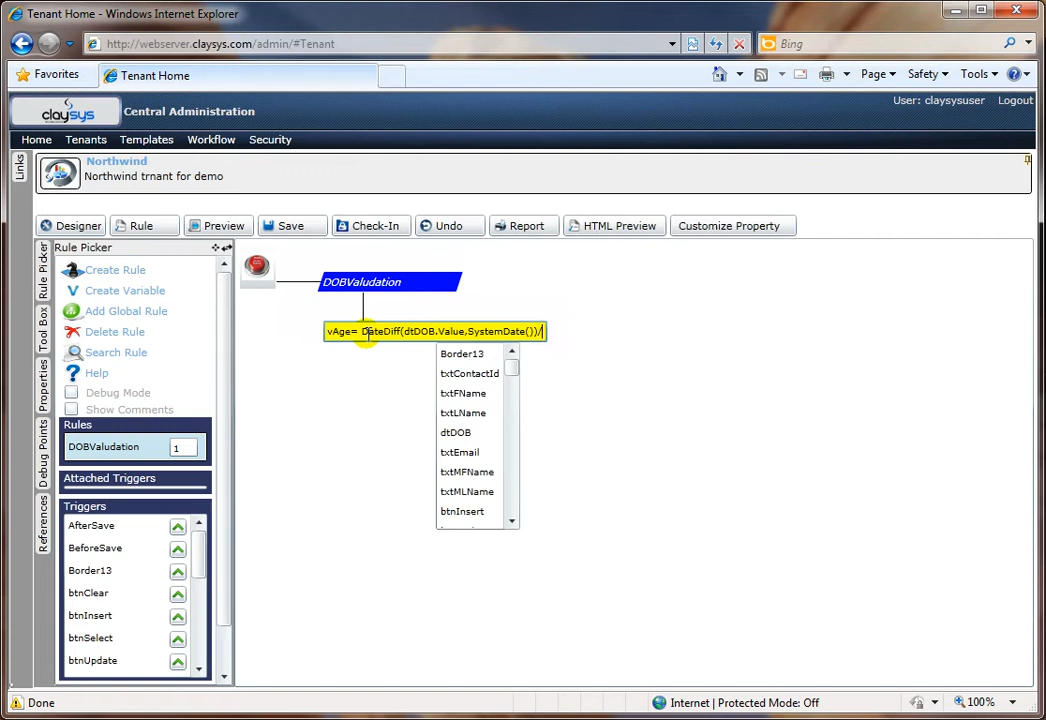 Tenant Home - Windows Internet Explorer
http://webserver.claysys.com/admin/#Tenant
Bing
Favorites
Tenant Home
Page
Safety
Tools
claysys
Central Administration
User: claysysuser
Logout
Home
Tenants
Templates
Workflow
Security
Links
Northwind
Northwind trnant for demo
Designer
Rule
Preview
Save
Check-In
Undo
Report
HTML Preview
Customize Property
Rule Picker
Tool Box
Properties
Debug Points
References
Rule Picker
Create Rule
Create Variable
Add Global Rule
Delete Rule
Search Rule
Help
Debug Mode
Show Comments
Rules
DOBValudation
1
Attached Triggers
Triggers
AfterSave
BeforeSave
Border13
btnClear
btnInsert
btnSelect
btnUpdate
DOBValudation
vAge= DateDiff(dtDOB.Value,SystemDate())/
Border13
txtContactId
txtFName
txtLName
dtDOB
txtEmail
txtMFName
txtMLName
btnInsert
Done
Internet | Protected Mode: Off
100%